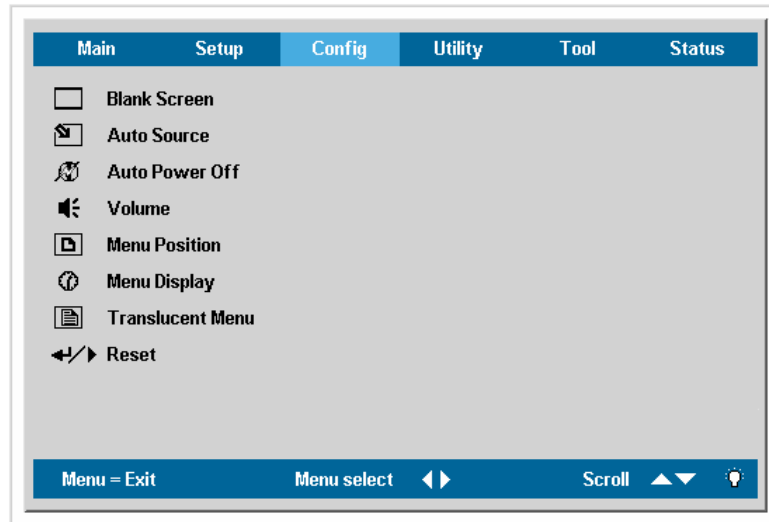 Main Setup Config Utility Tool Status
Blank Screen
Auto Source
Auto Power Off
Volume
Menu Position
Menu Display
Translucent Menu
Reset
Menu = Exit Menu select Scroll